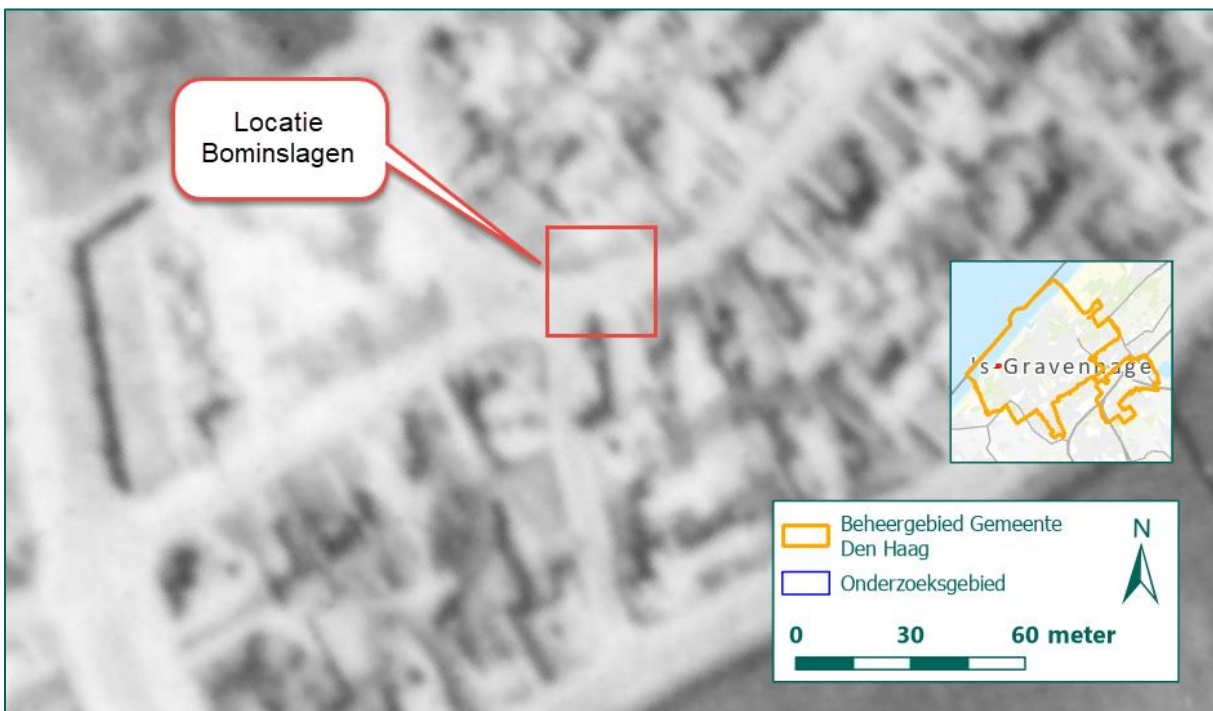 Locatie
Bominslagen
's-Gravenhage
Beheergebied Gemeente
Den Haag
Onderzoeksgebied
N
0 30 60 meter